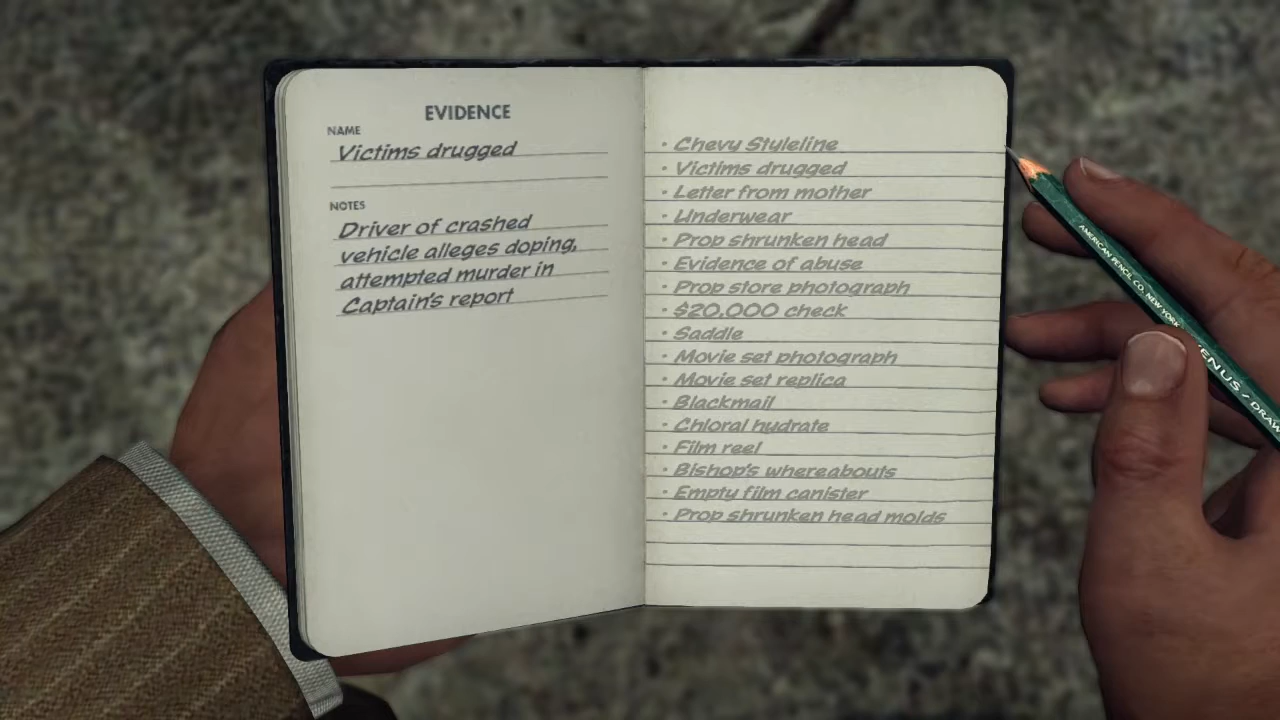 EVIDENCE
NAME
Victims drugged
NOTES
Driver of crashed
vehicle alleges doping,
attempted murder in
Captain's report
• Chevy Styleline
• Victims drugged
• Letter from mother
• Underwear
• Prop shrunken head
• Evidence of abuse
• Prop store photograph
• $20,000 check
• Saddle
• Movie set photograph
• Movie set replica
• Blackmail
• Chloral hydrate
• Film reel
• Bishop's whereabouts
• Empty film canister
• Prop shrunken head molds
AMERICAN PENCIL CO. NEW YORK
VENUS / DRAW